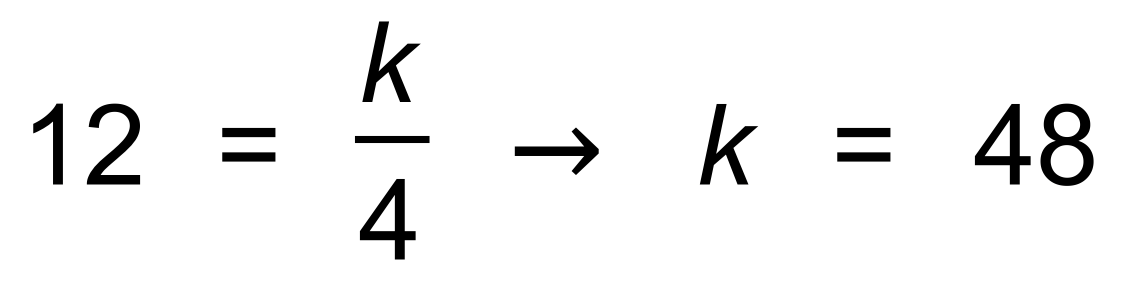 12 = k/4 → k = 48